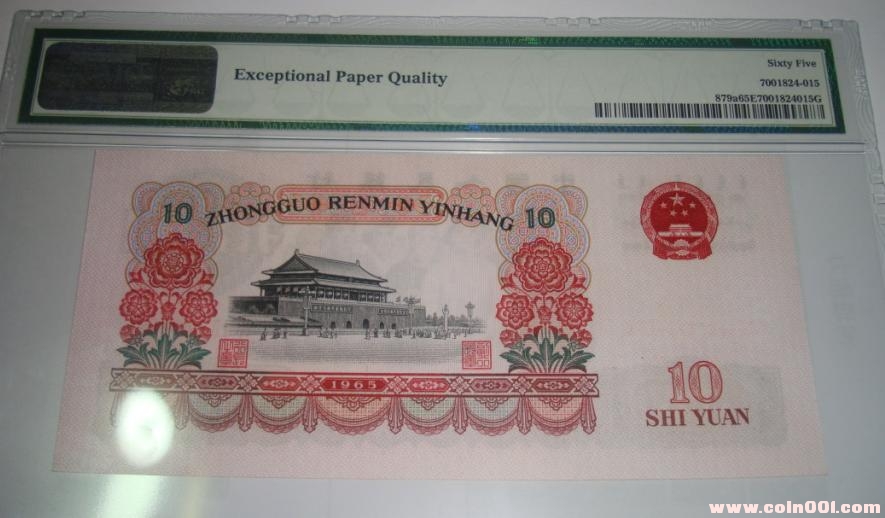 Exceptional Paper Quality
Sixty Five
7001824-015
879a65E7001824015G
10 ZHONGGUO RENMIN YINHANG 10
1965
10
SHI YUAN
www.coin001.com